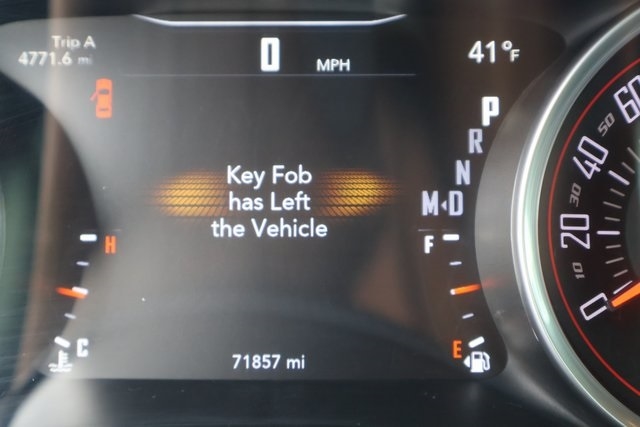 Trip A
4771.6 mi
0 MPH
41°F
P
R
N
M◂D
Key Fob
has Left
the Vehicle
H
C
F
E
71857 mi
60
50
40
30
20
10
0